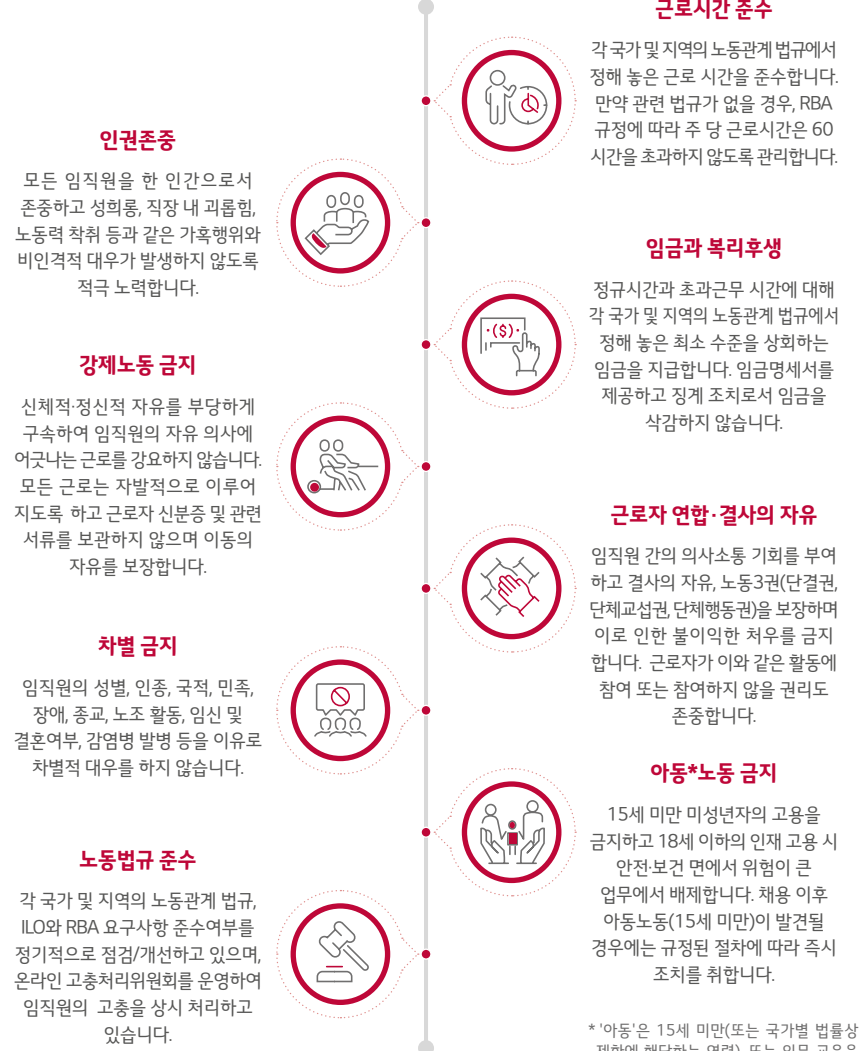 인권존중
모든 임직원을 한 인간으로서
존중하고 성희롱, 직장 내 괴롭힘,
노동력 착취 등과 같은 가혹행위와
비인격적 대우가 발생하지 않도록
적극 노력합니다.
강제노동 금지
신체적·정신적 자유를 부당하게
구속하여 임직원의 자유 의사에
어긋나는 근로를 강요하지 않습니다.
모든 근로는 자발적으로 이루어
지도록 하고 근로자 신분증 및 관련
서류를 보관하지 않으며 이동의
자유를 보장합니다.
차별 금지
임직원의 성별, 인종, 국적, 민족,
장애, 종교, 노조 활동, 임신 및
결혼여부, 감염병 발병 등을 이유로
차별적 대우를 하지 않습니다.
노동법규 준수
각 국가 및 지역의 노동관계 법규,
ILO와 RBA 요구사항 준수여부를
정기적으로 점검/개선하고 있으며,
온라인 고충처리위원회를 운영하여
임직원의 고충을 상시 처리하고
있습니다.
근로시간 준수
각 국가 및 지역의 노동관계 법규에서
정해 놓은 근로 시간을 준수합니다.
만약 관련 법규가 없을 경우, RBA
규정에 따라 주 당 근로시간은 60
시간을 초과하지 않도록 관리합니다.
임금과 복리후생
($)
정규시간과 초과근무 시간에 대해
각 국가 및 지역의 노동관계 법규에서
정해 놓은 최소 수준을 상회하는
임금을 지급합니다. 임금명세서를
제공하고 징계 조치로서 임금을
삭감하지 않습니다.
근로자 연합·결사의 자유
임직원 간의 의사소통 기회를 부여
하고 결사의 자유, 노동3권(단결권,
단체교섭권, 단체행동권)을 보장하며
이로 인한 불이익한 처우를 금지
합니다. 근로자가 이와 같은 활동에
참여 또는 참여하지 않을 권리도
존중합니다.
아동*노동 금지
15세 미만 미성년자의 고용을
금지하고 18세 이하의 인재 고용 시
안전·보건 면에서 위험이 큰
업무에서 배제합니다. 채용 이후
아동노동(15세 미만)이 발견될
경우에는 규정된 절차에 따라 즉시
조치를 취합니다.
* '아동'은 15세 미만(또는 국가별 법률상